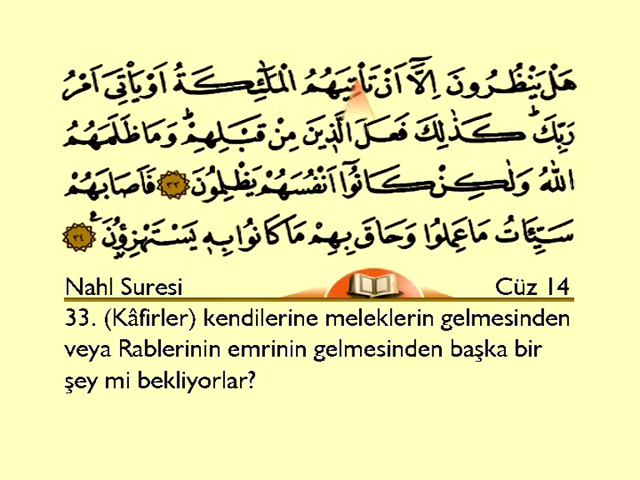 هَلْ يَنْظُرُونَ اِلَّٓا اَنْ تَأْتِيَهُمُ الْمَلٰٓئِكَةُ اَوْ يَأْتِيَ اَمْرُ
رَبِّكَۜ كَذٰلِكَ فَعَلَ الَّذ۪ينَ مِنْ قَبْلِهِمْۜ وَمَا ظَلَمَهُمُ
اللّٰهُ وَلٰكِنْ كَانُٓوا اَنْفُسَهُمْ يَظْلِمُونَ ٣٣ فَاَصَابَهُمْ
سَيِّـَٔاتُ مَا عَمِلُوا وَحَاقَ بِهِمْ مَا كَانُوا بِه۪ يَسْتَهْزِؤُ۫نَ۟ ٣٤
Nahl Suresi Cüz 14
33. (Kâfirler) kendilerine meleklerin gelmesinden
veya Rablerinin emrinin gelmesinden başka bir
şey mi bekliyorlar?